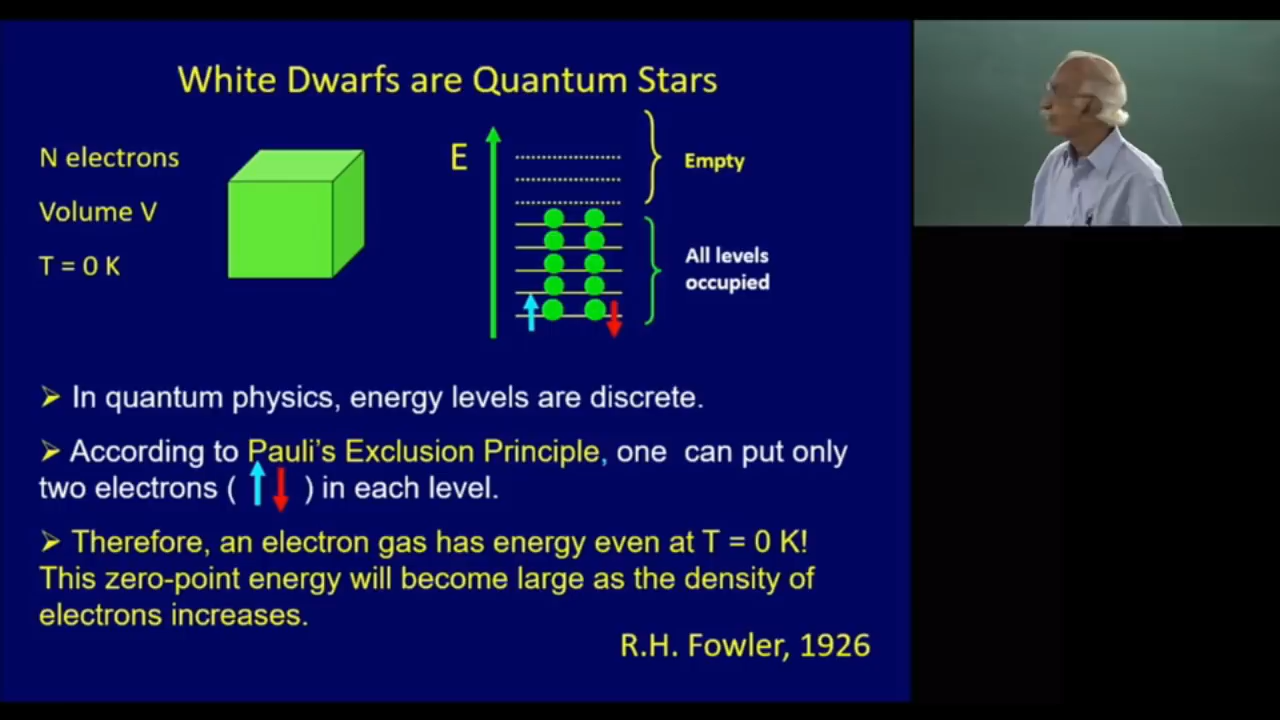 White Dwarfs are Quantum Stars
N electrons
Volume V
T = 0 K
E
Empty
All levels
occupied
➢ In quantum physics, energy levels are discrete.
➢ According to Pauli's Exclusion Principle, one can put only
two electrons ( ) in each level.
➢ Therefore, an electron gas has energy even at T = 0 K!
This zero-point energy will become large as the density of
electrons increases.
R.H. Fowler, 1926